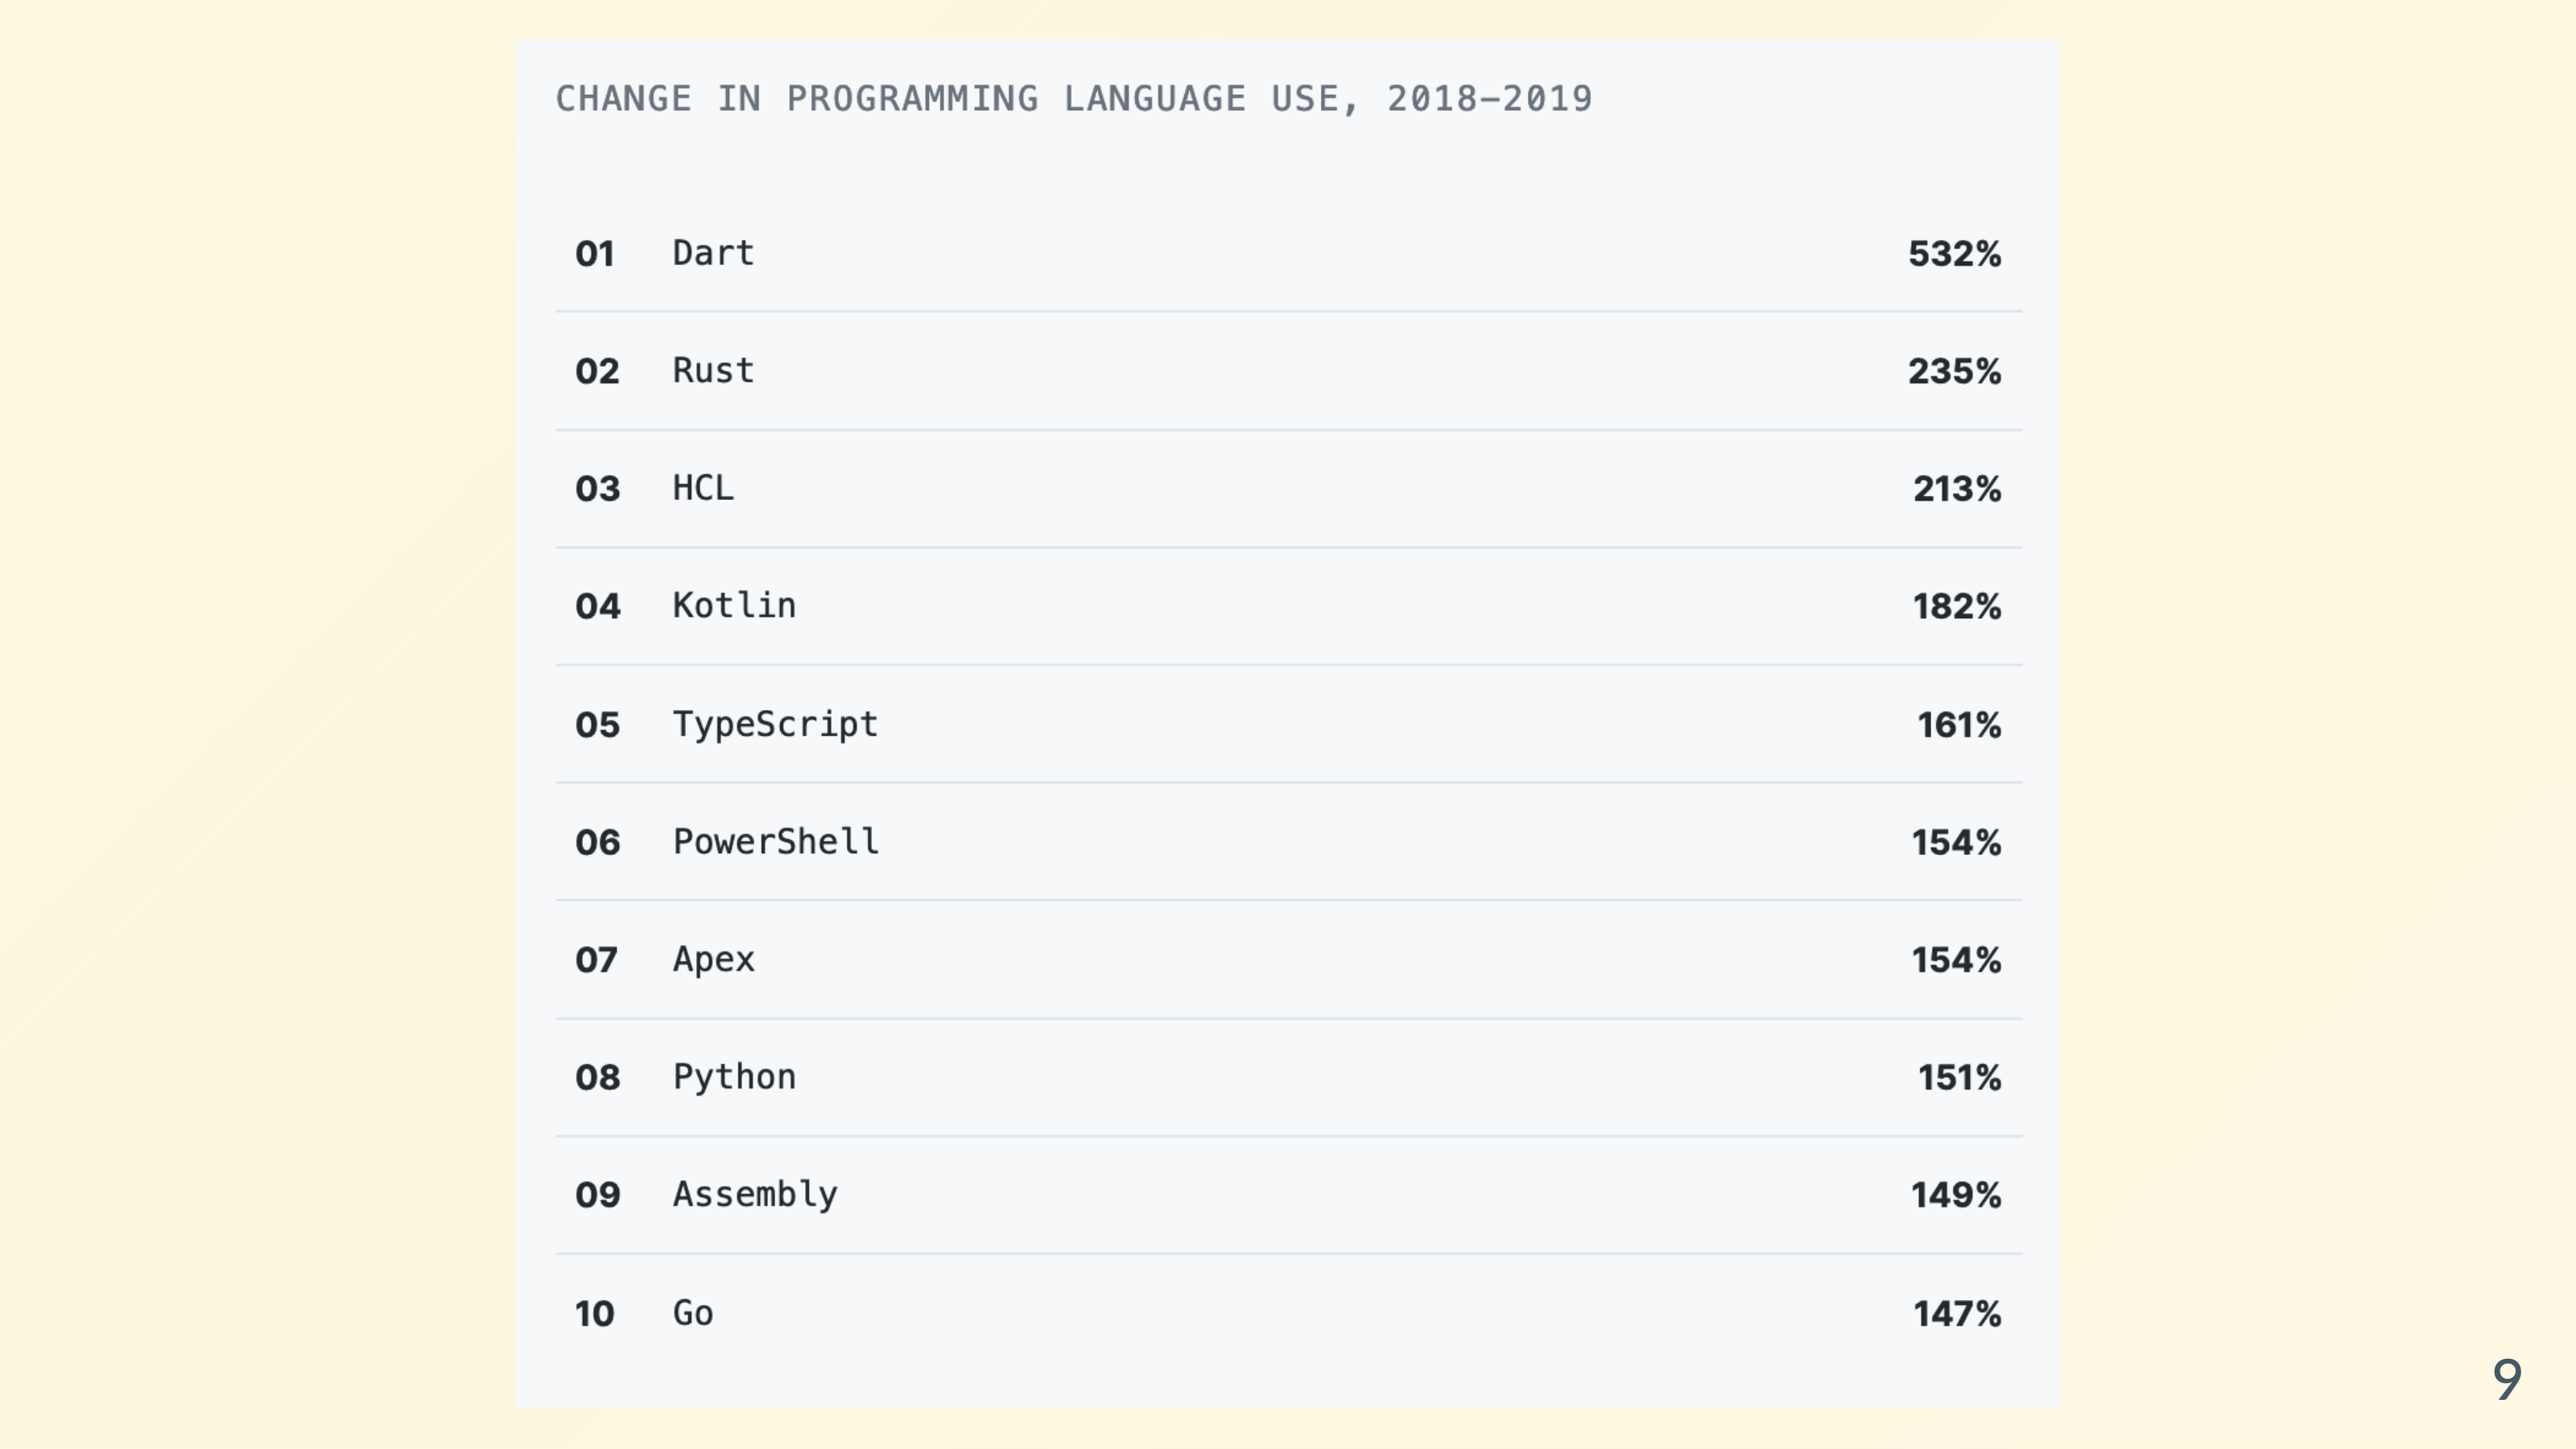 CHANGE IN PROGRAMMING LANGUAGE USE, 2018–2019
01 Dart 532%
02 Rust 235%
03 HCL 213%
04 Kotlin 182%
05 TypeScript 161%
06 PowerShell 154%
07 Apex 154%
08 Python 151%
09 Assembly 149%
10 Go 147%
9